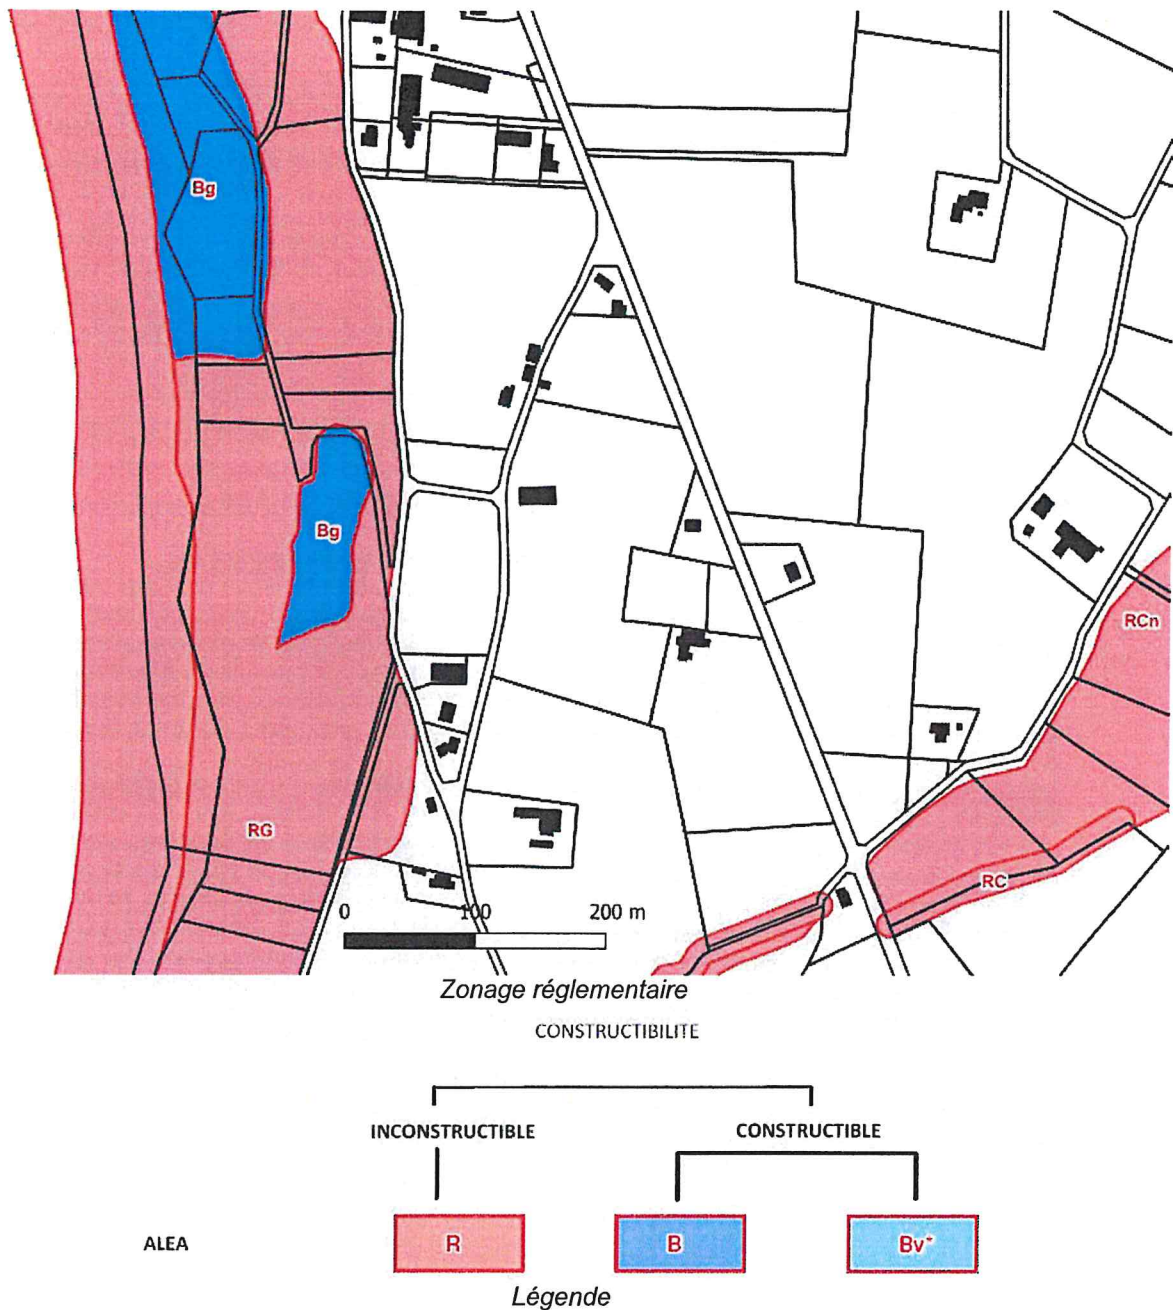 Bg
Bg
RCn
RG
RC
0 100 200 m
Zonage réglementaire
CONSTRUCTIBILITE
INCONSTRUCTIBLE CONSTRUCTIBLE
ALEA R B Bv*
Légende